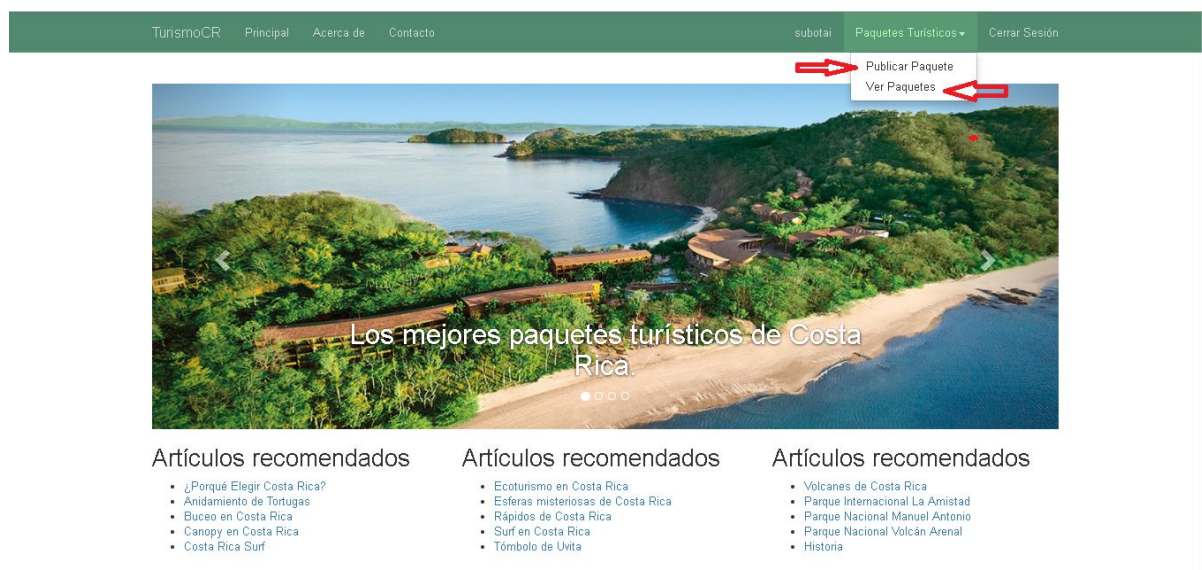 TurismoCR Principal Acerca de Contacto subotai Paquetes Turísticos Cerrar Sesión
Publicar Paquete
Ver Paquetes
Los mejores paquetes turísticos de Costa
Rica.
Artículos recomendados
¿Porqué Elegir Costa Rica?
Anidamiento de Tortugas
Buceo en Costa Rica
Canopy en Costa Rica
Costa Rica Surf
Artículos recomendados
Ecoturismo en Costa Rica
Esferas misteriosas de Costa Rica
Rápidos de Costa Rica
Surf en Costa Rica
Tómbolo de Uvita
Artículos recomendados
Volcanes de Costa Rica
Parque Internacional La Amistad
Parque Nacional Manuel Antonio
Parque Nacional Volcán Arenal
Historia